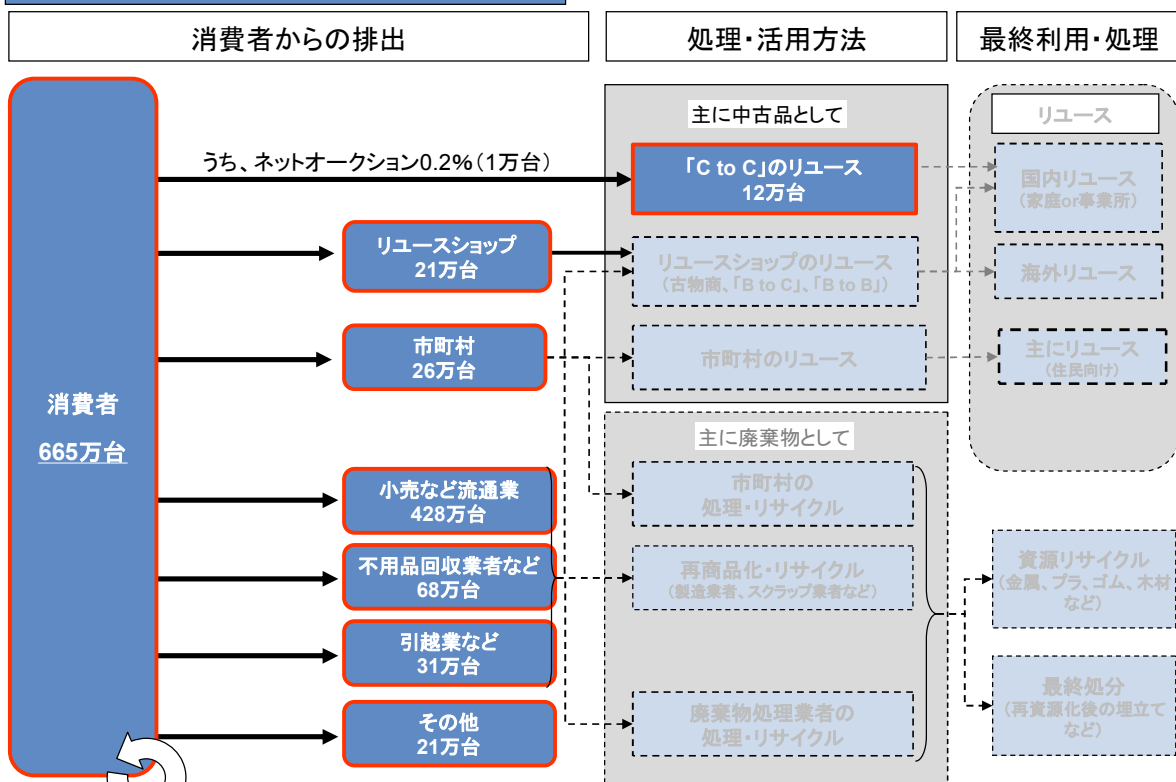 消費者からの排出
処理・活用方法
最終利用・処理
消費者
665万台
うち、ネットオークション0.2%(1万台)
リユースショップ
21万台
市町村
26万台
小売など流通業
428万台
不用品回収業者など
68万台
引越業など
31万台
その他
21万台
主に中古品として
「C to C」のリユース
12万台
リユースショップのリユース
(古物商、「B to C」、「B to B」)
市町村のリユース
主に廃棄物として
市町村の
処理・リサイクル
再商品化・リサイクル
(製造業者、スクラップ業者など)
廃棄物処理業者の
処理・リサイクル
リユース
国内リユース
(家庭or事業所)
海外リユース
主にリユース
(住民向け)
資源リサイクル
(金属、プラ、ゴム、木材
など)
最終処分
(再資源化後の埋立て
など)